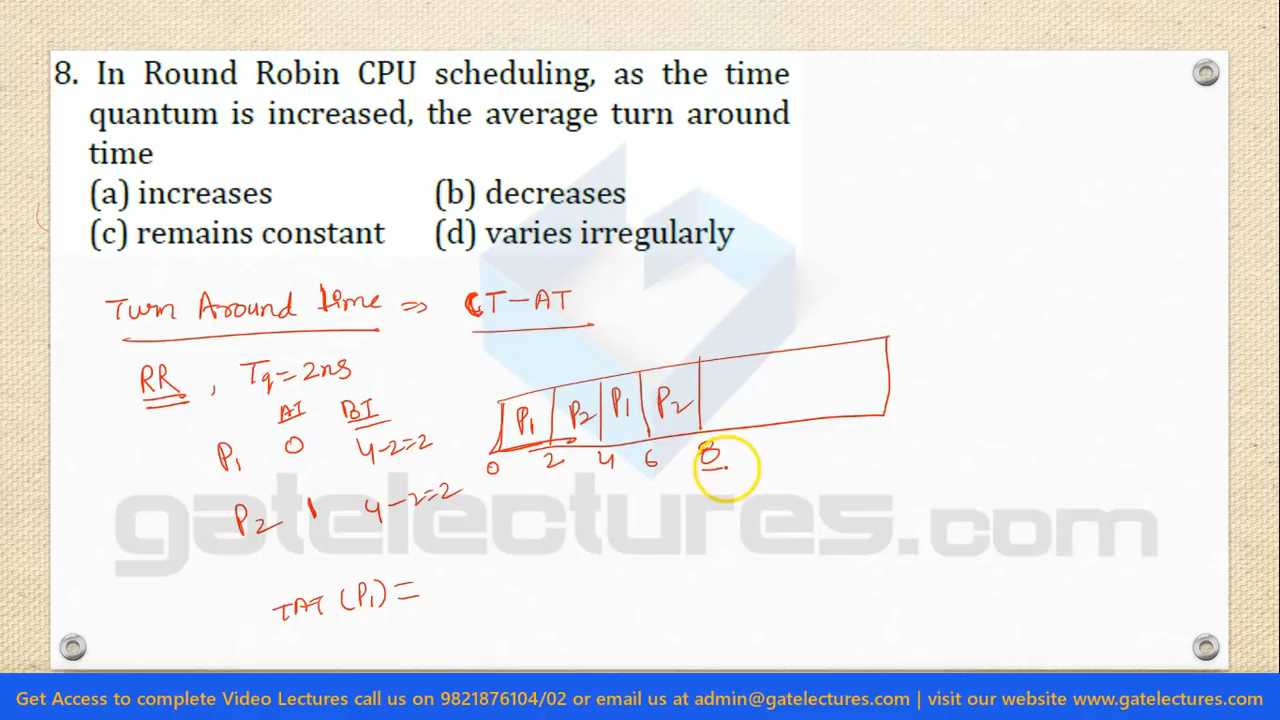 8. In Round Robin CPU scheduling, as the time
quantum is increased, the average turn around
time
(a) increases (b) decreases
(c) remains constant (d) varies irregularly
Turn Around time ⇒ CT-AT
RR , Tq=2ns
AI BI
P1 0 4-2=2
P2 1 4-2=2
P1 P2 P1 P2
0 2 4 6 8
TAT (P1) =
gatelectures.com
Get Access to complete Video Lectures call us on 9821876104/02 or email us at admin@gatelectures.com | visit our website www.gatelectures.com